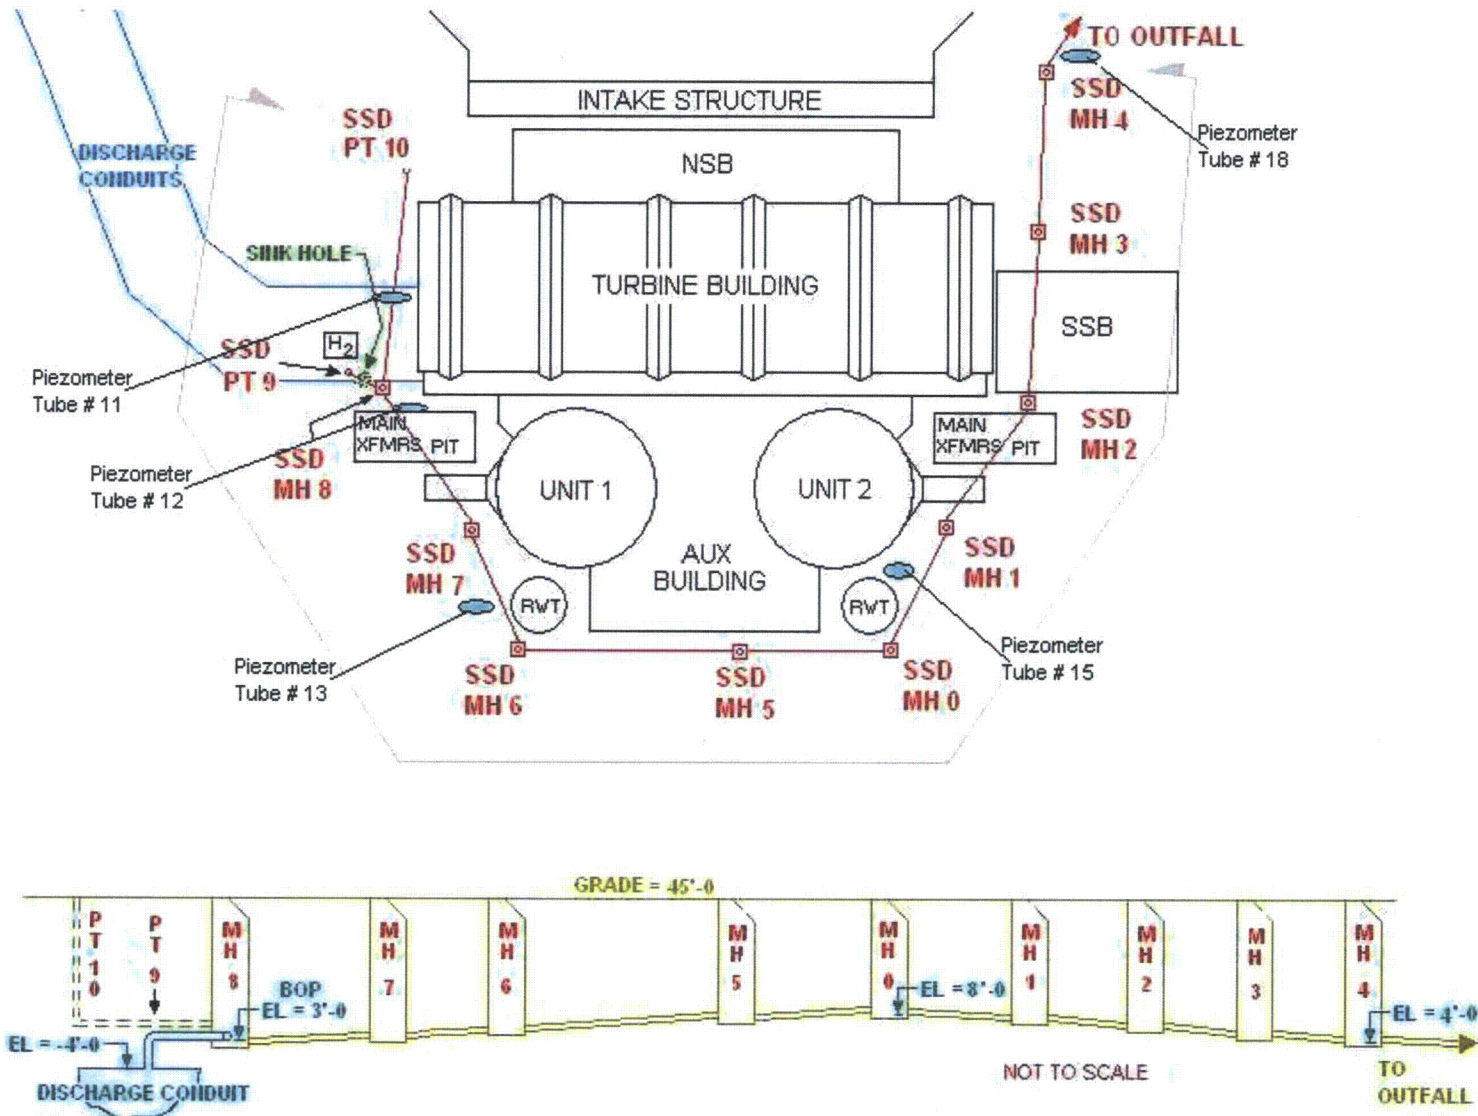 TO OUTFALL
INTAKE STRUCTURE
SSD
MH 4
SSD
PT 10
Piezometer
Tube # 18
DISCHARGE
CONDUITS
NSB
SSD
MH 3
SINK HOLE
TURBINE BUILDING
SSB
H2
SSD
PT 9
Piezometer
Tube # 11
MAIN
XFMRS PIT
MAIN
XFMRS PIT
SSD
MH 2
SSD
MH 8
Piezometer
Tube # 12
UNIT 1
UNIT 2
SSD
MH 7
AUX
BUILDING
SSD
MH 1
RWT
RWT
Piezometer
Tube # 13
Piezometer
Tube # 15
SSD
MH 6
SSD
MH 5
SSD
MH 0
GRADE = 45'-0
PT 10
PT 9
MH 8
MH 7
MH 6
MH 5
MH 0
MH 1
MH 2
MH 3
MH 4
BOP
EL = 3'-0
EL = 8'-0
EL = 4'-0
EL = -4'-0
DISCHARGE CONDUIT
NOT TO SCALE
TO
OUTFALL